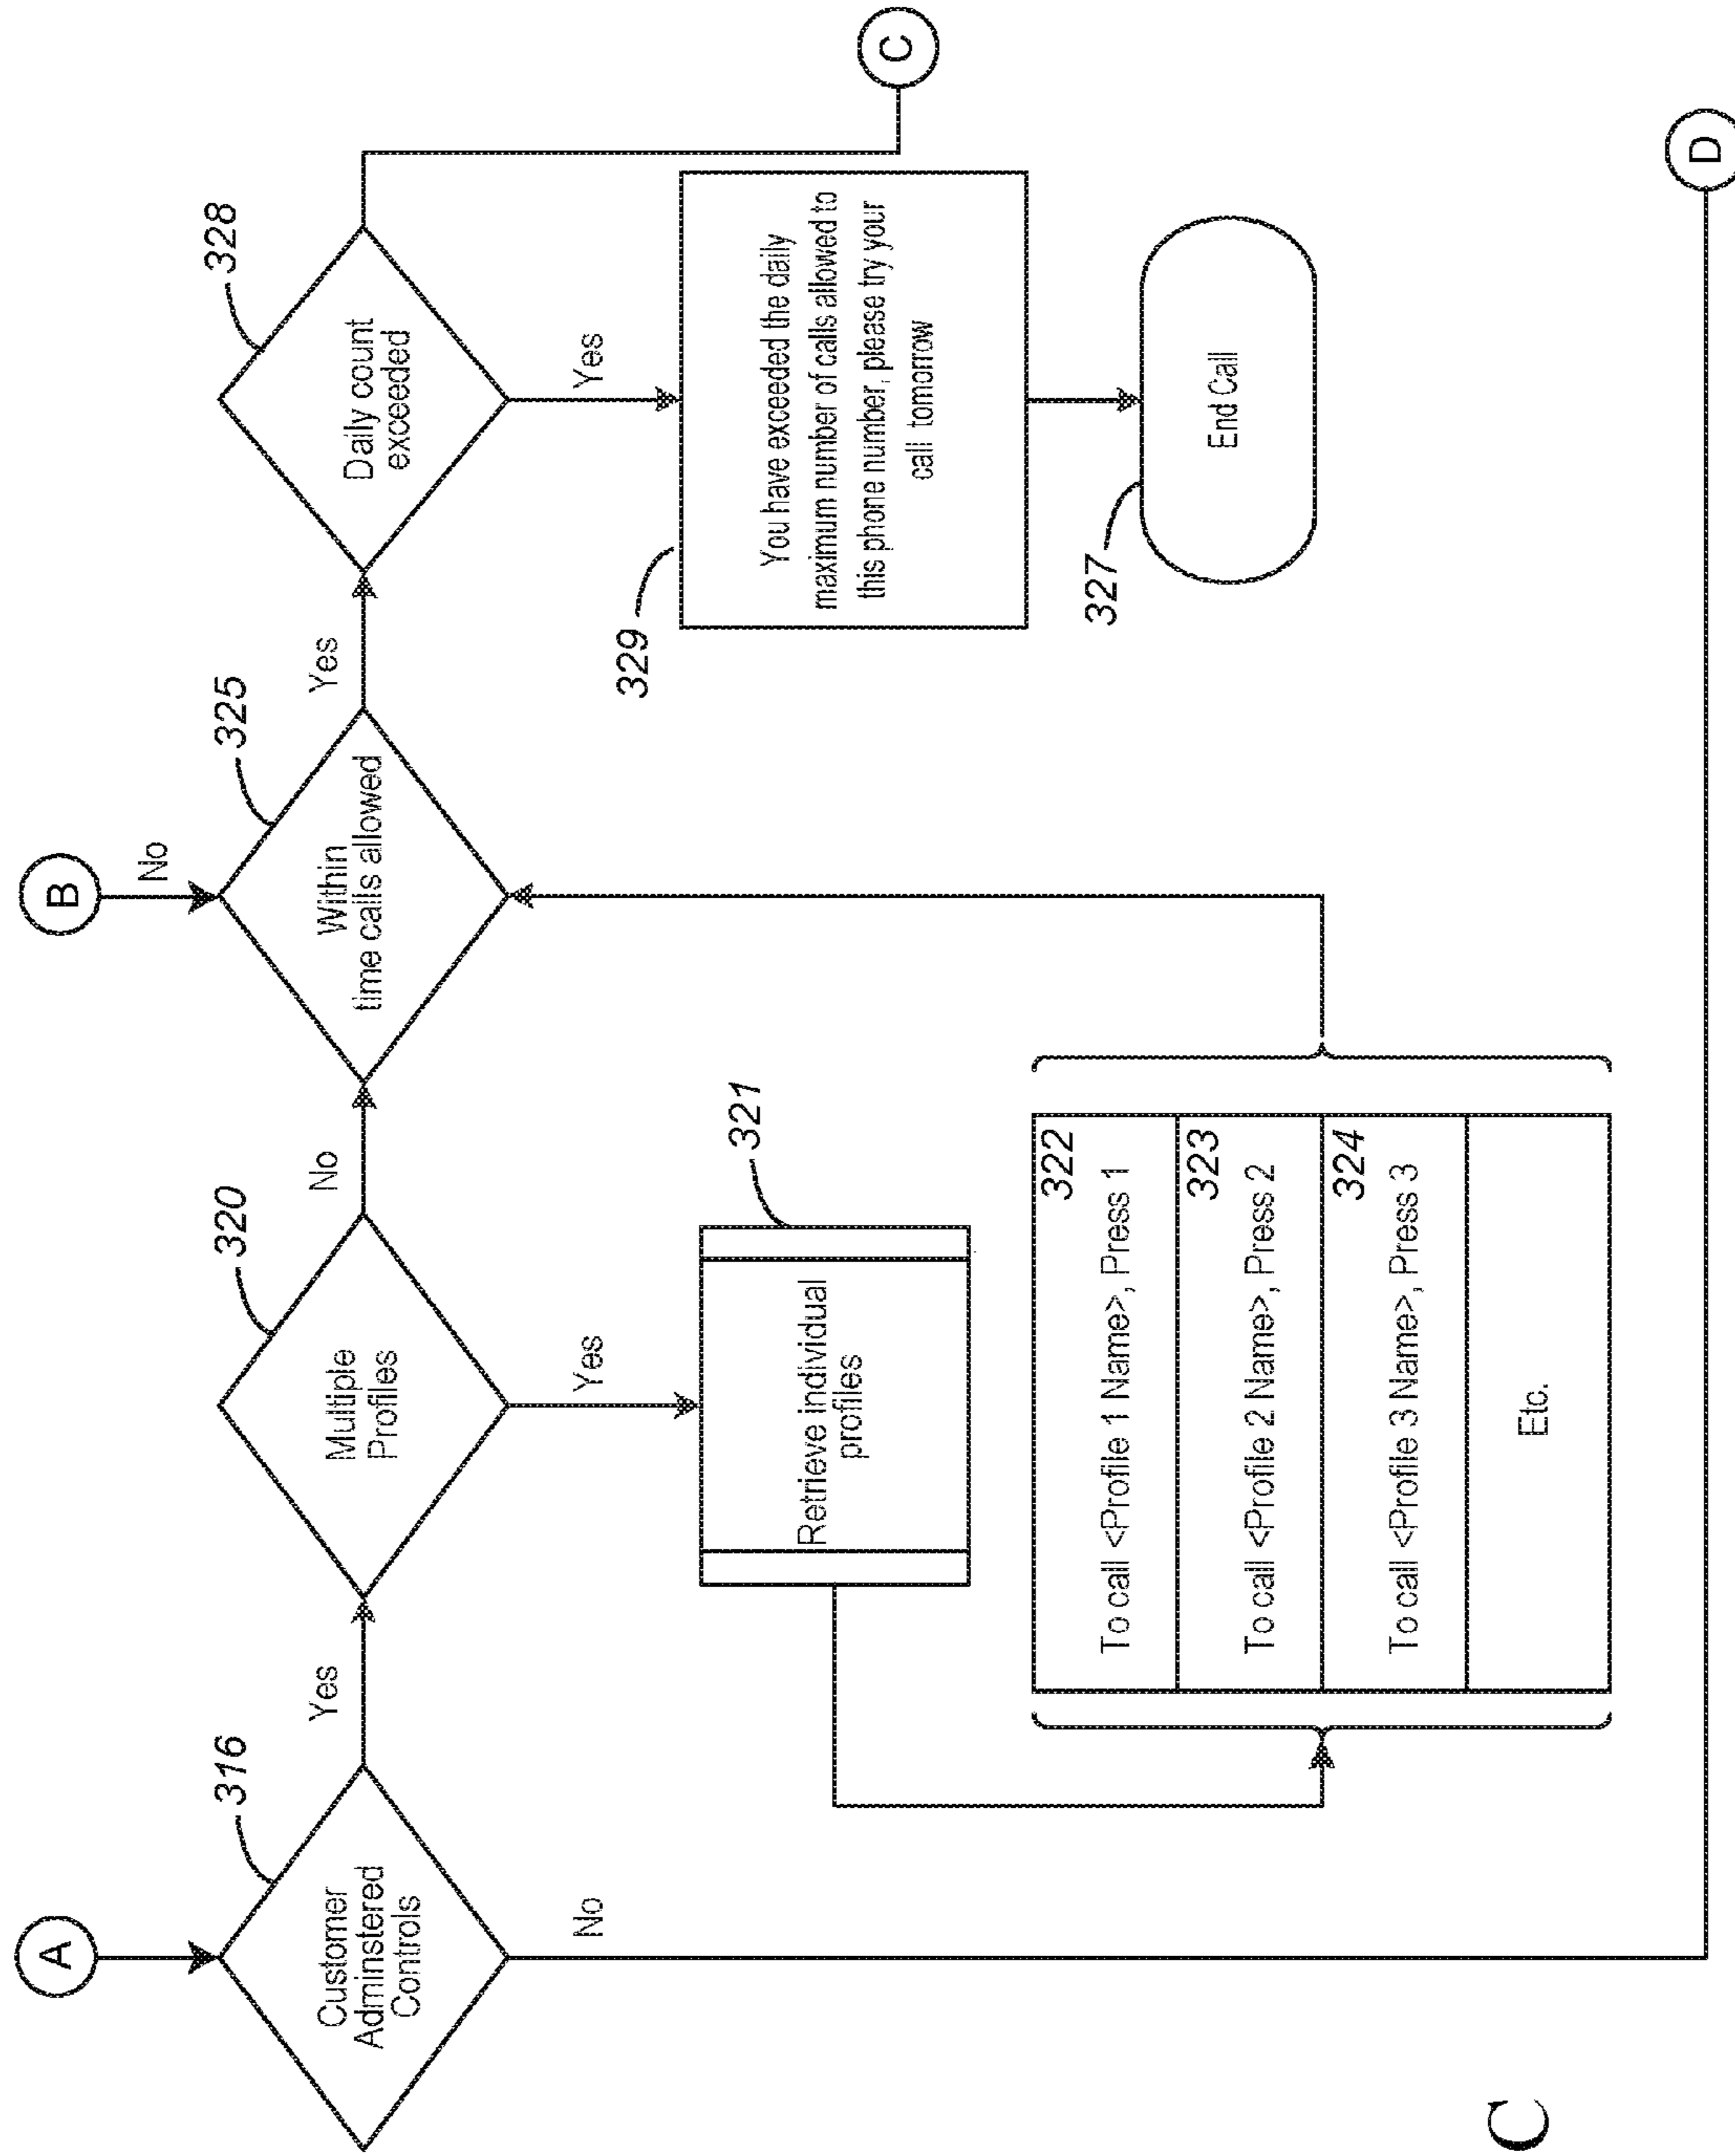 A
Customer
Adminstered
Controls
316
Yes
No
Multiple
Profiles
320
No
Yes
Retrieve individual
profiles
321
322
To call <Profile 1 Name>, Press 1
323
To call <Profile 2 Name>, Press 2
324
To call <Profile 3 Name>, Press 3
Etc.
B
No
Within
time calls allowed
325
Yes
Daily count
exceeded
328
Yes
329
You have exceeded the daily
maximum number of calls allowed to
this phone number, please try your
call tomorrow
327
End Call
C
D
C